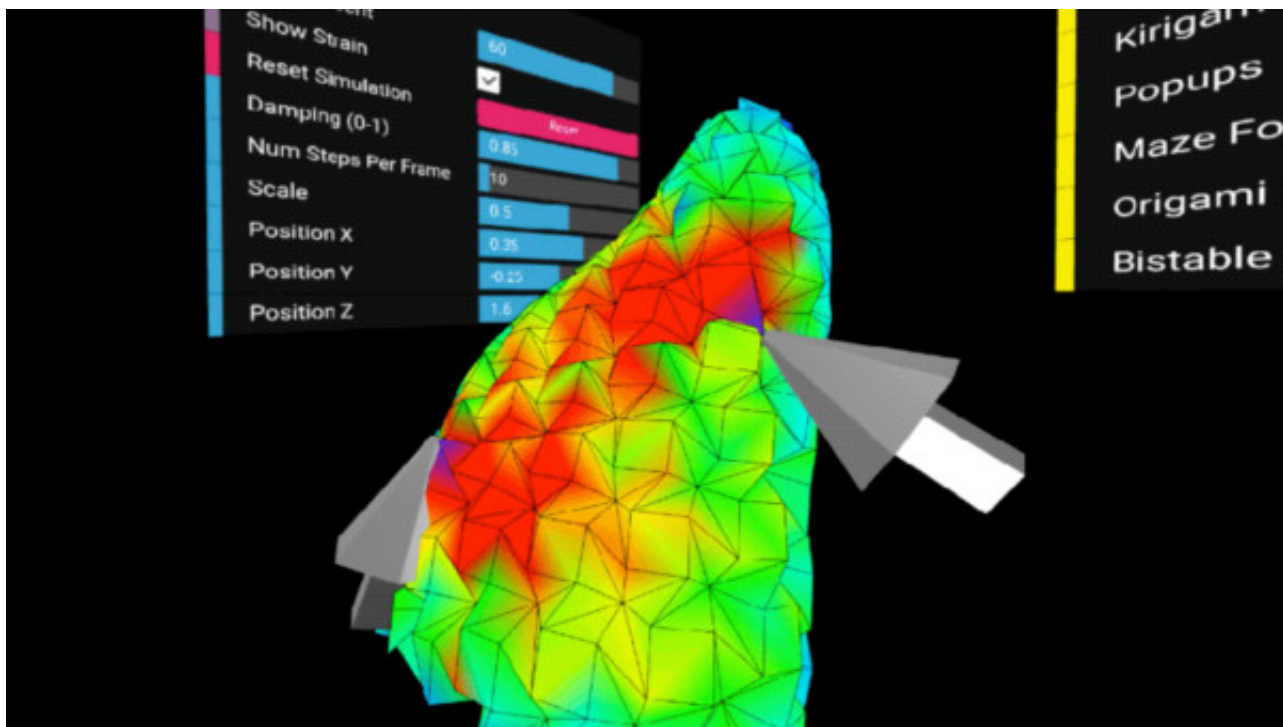 Show Strain
60
Reset Simulation
Reset
Damping (0-1)
0.85
Num Steps Per Frame
10
Scale
0.5
Position X
0.35
Position Y
-0.25
Position Z
1.6
Popups
Origami
Bistable